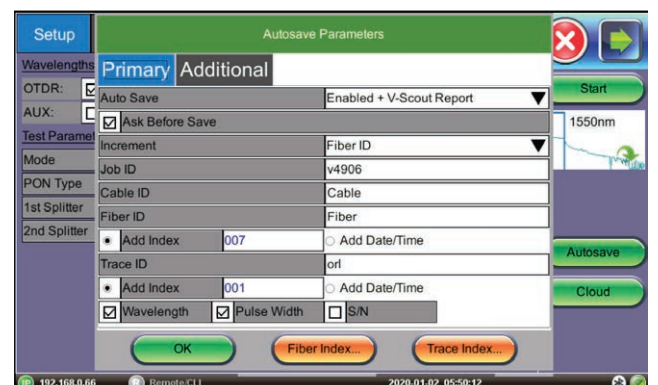 Setup
Autosave Parameters
Wavelengths
Primary Additional
OTDR:
Auto Save Enabled + V-Scout Report
Start
AUX:
Ask Before Save
1550nm
Test Paramet
Increment Fiber ID
Mode
Job ID v4906
PON Type
Cable ID Cable
1st Splitter
Fiber ID Fiber
2nd Splitter
Add Index 007 Add Date/Time
Autosave
Trace ID orl
Add Index 001 Add Date/Time
Cloud
Wavelength Pulse Width S/N
OK Fiber Index... Trace Index...
IP 192.168.0.66 R Remote/CLI 2020.01.02 05:50:12